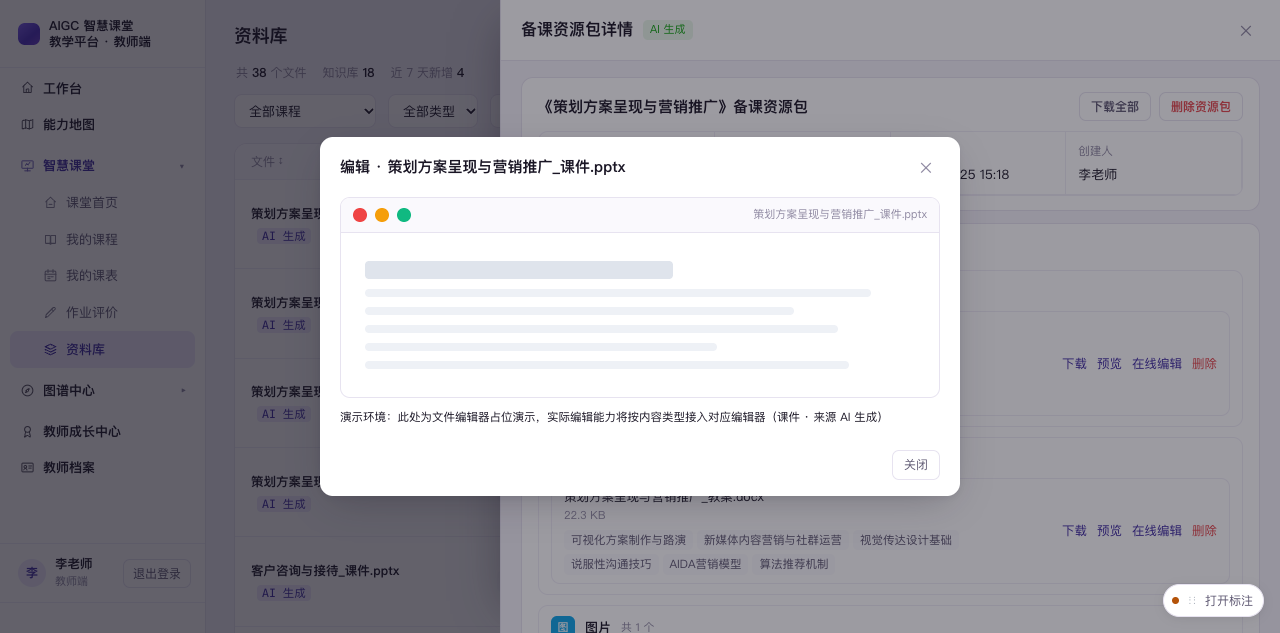 AIGC 智慧课堂
教学平台 · 教师端
工作台
能力地图
智慧课堂
课堂首页
我的课程
我的课表
作业评价
资料库
图谱中心
教师成长中心
教师档案
李
李老师
教师端
退出登录
资料库
共 38 个文件 知识库 18 近 7 天新增 4
全部课程 全部类型
文件
策划方案呈现
AI 生成
策划方案呈现
AI 生成
策划方案呈现
AI 生成
策划方案呈现
AI 生成
客户咨询与接待_课件.pptx
AI 生成
备课资源包详情 AI 生成
《策划方案呈现与营销推广》备课资源包
下载全部 删除资源包
创建人
25 15:18 李老师
编辑 · 策划方案呈现与营销推广_课件.pptx
策划方案呈现与营销推广_课件.pptx
演示环境：此处为文件编辑器占位演示，实际编辑能力将按内容类型接入对应编辑器（课件 · 来源 AI 生成）
关闭
下载 预览 在线编辑 删除
策划方案呈现与营销推广_教案.docx
22.3 KB
可视化方案制作与路演 新媒体内容营销与社群运营 视觉传达设计基础
说服性沟通技巧 AIDA营销模型 算法推荐机制
下载 预览 在线编辑 删除
图 图片 共 1 个
打开标注